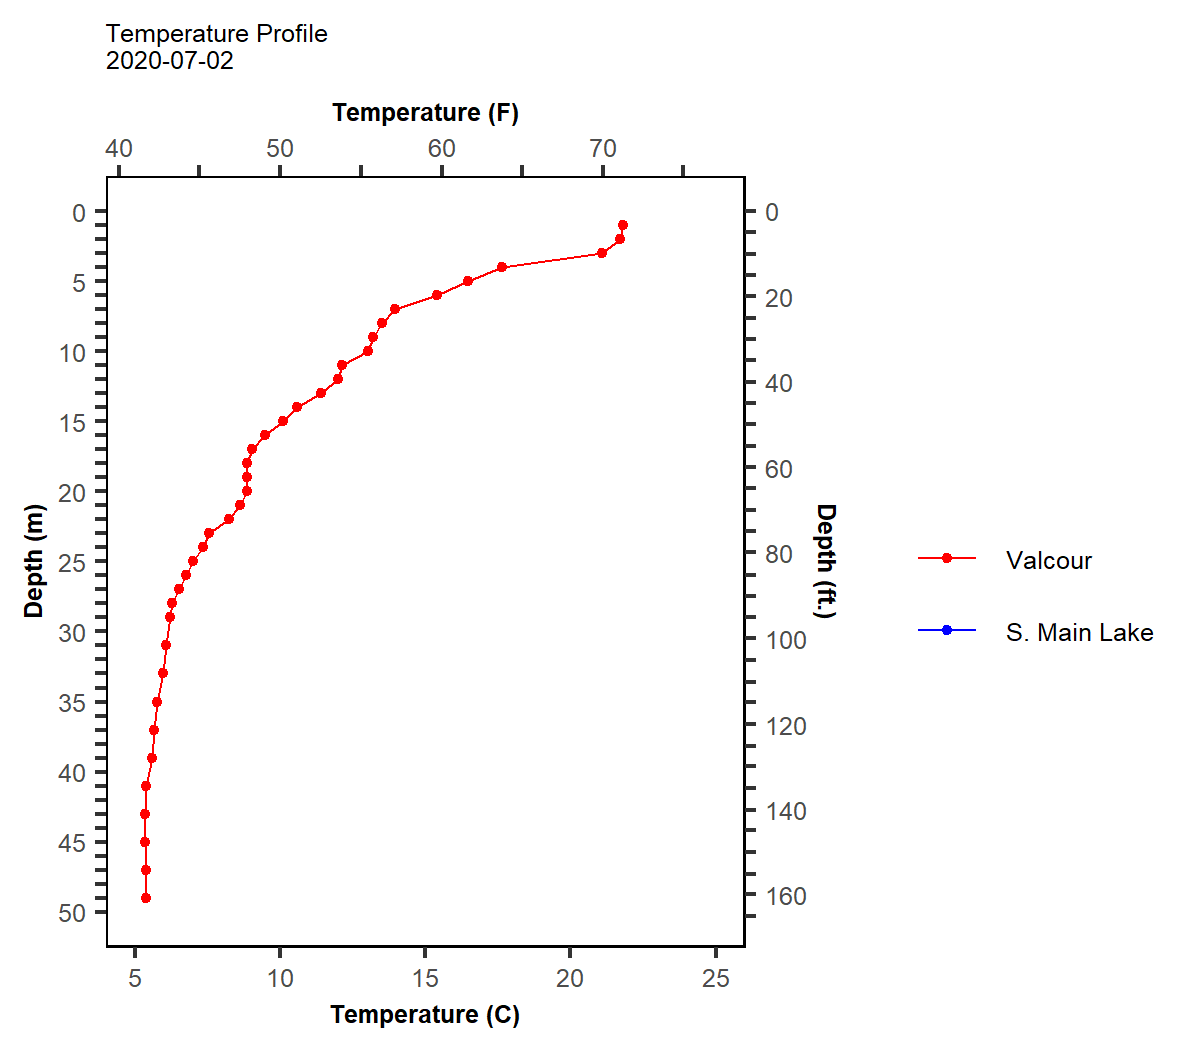 Temperature Profile
2020-07-02
Temperature (F)
40 50 60 70
0
5
10
15
20
25
30
35
40
45
50
Depth (m)
0
20
40
60
80
100
120
140
160
Depth (ft.)
Valcour
S. Main Lake
5 10 15 20 25
Temperature (C)